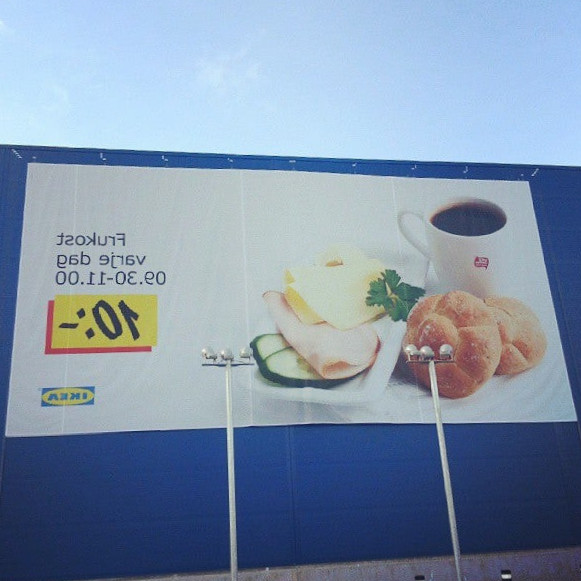 Frukost
varje dag
09.30-11.00
10:-
IKEA